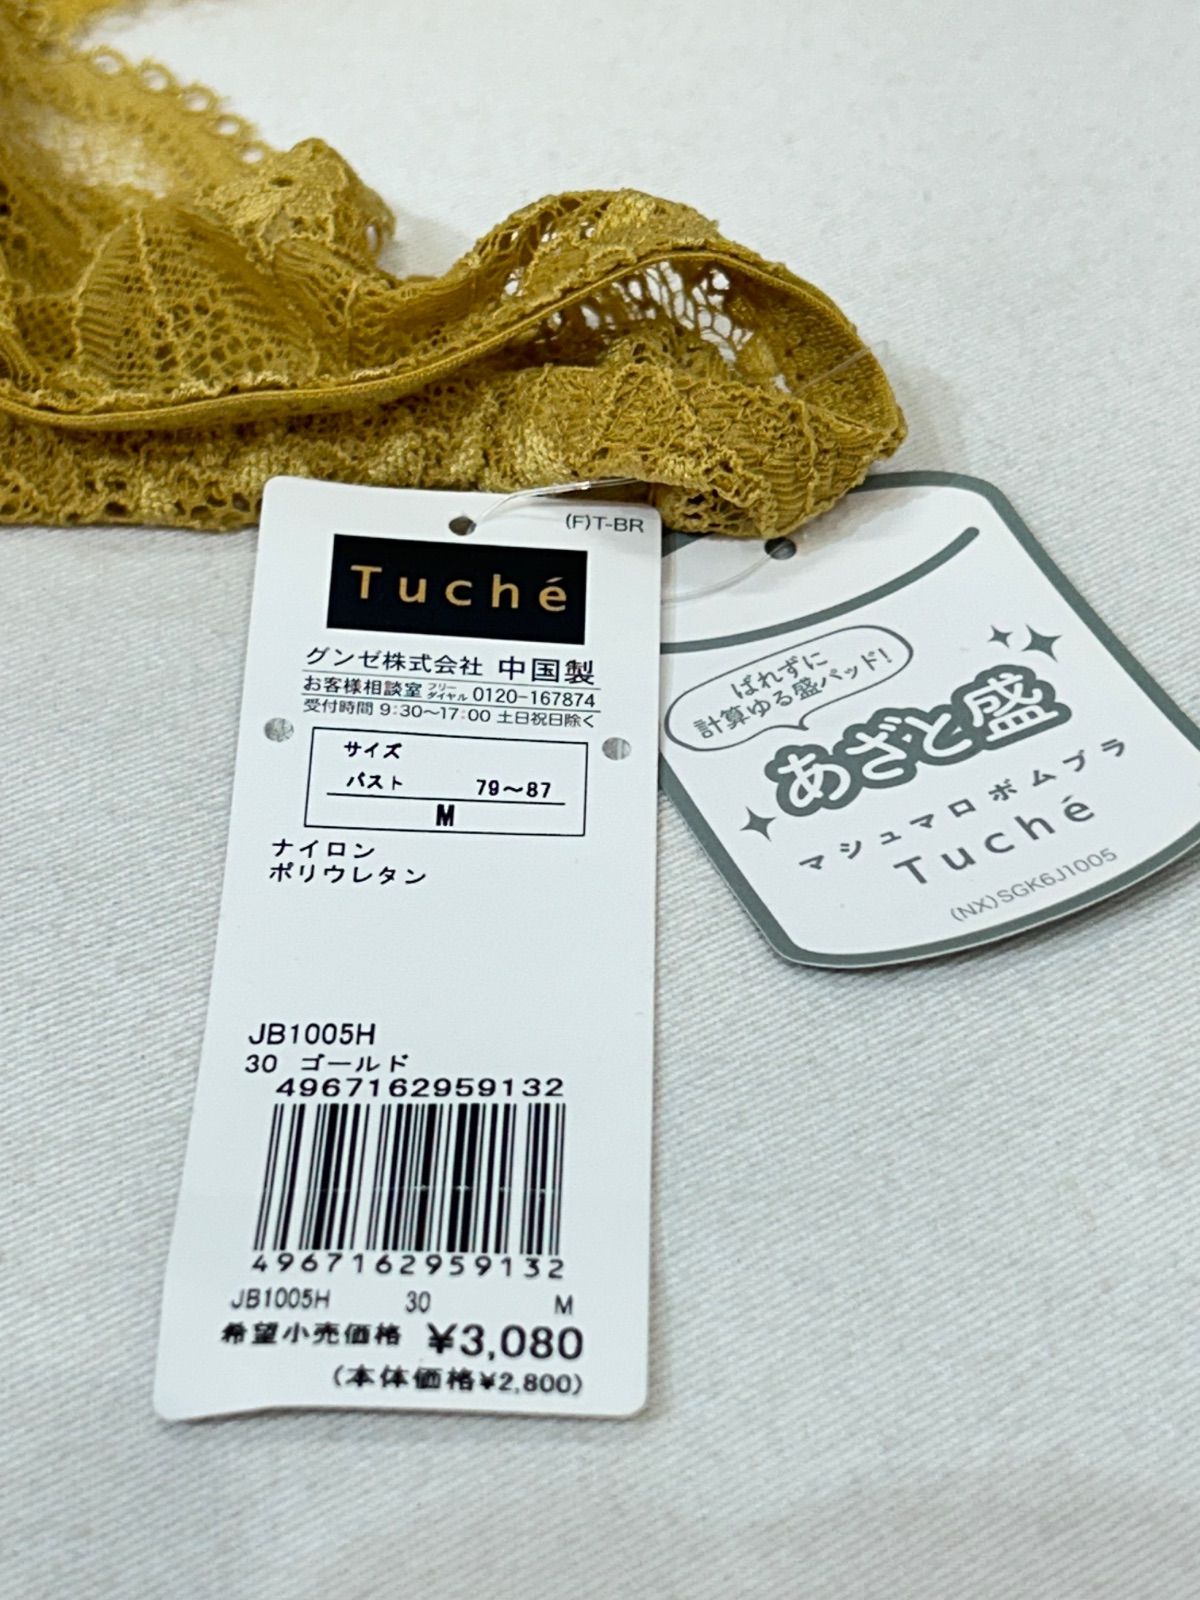 (F)T-BR
Tuché
グンゼ株式会社 中国製
お客様相談室 フリーダイヤル 0120-167874
受付時間 9:30～17:00 土日祝日除く
サイズ
バスト 79～87
M
ナイロン
ポリウレタン
JB1005H
30 ゴールド
4967162959132
4967162959132
JB1005H 30 M
希望小売価格 ¥3,080
(本体価格¥2,800)
ばれずに
計算ゆる盛パッド!
あざと盛
マシュマロボムブラ
Tuché
(NX)SGK6J1005